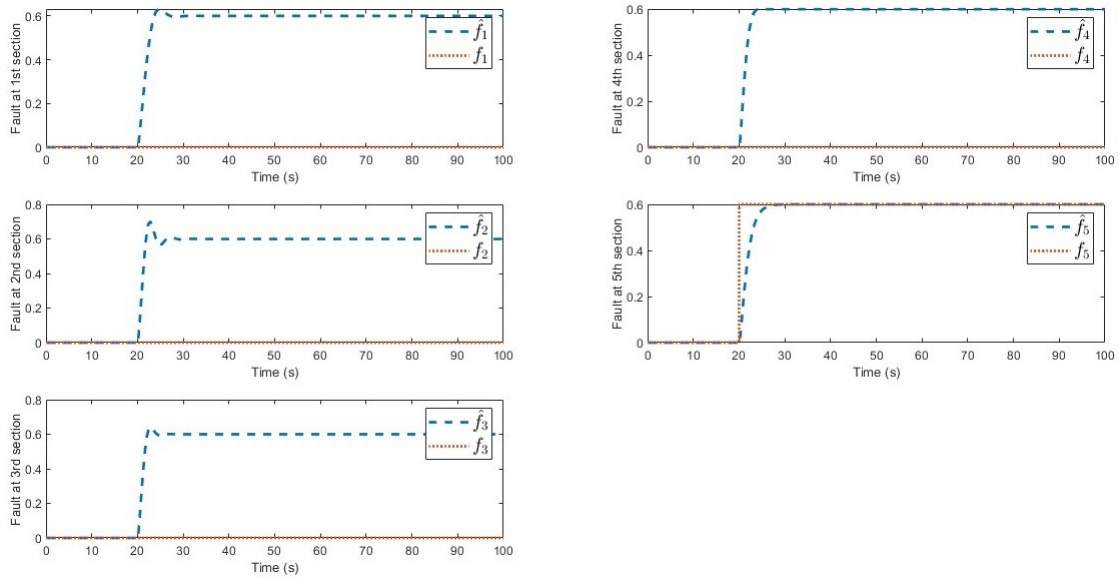 Fault at 1st section
0.6
0.4
0.2
0
0 10 20 30 40 50 60 70 80 90 100
Time (s)
f̂₁
f₁
Fault at 2nd section
0.8
0.6
0.4
0.2
0
0 10 20 30 40 50 60 70 80 90 100
Time (s)
f̂₂
f₂
Fault at 3rd section
0.8
0.6
0.4
0.2
0
0 10 20 30 40 50 60 70 80 90 100
Time (s)
f̂₃
f₃
Fault at 4th section
0.6
0.4
0.2
0
0 10 20 30 40 50 60 70 80 90 100
Time (s)
f̂₄
f₄
Fault at 5th section
0.6
0.4
0.2
0
0 10 20 30 40 50 60 70 80 90 100
Time (s)
f̂₅
f₅